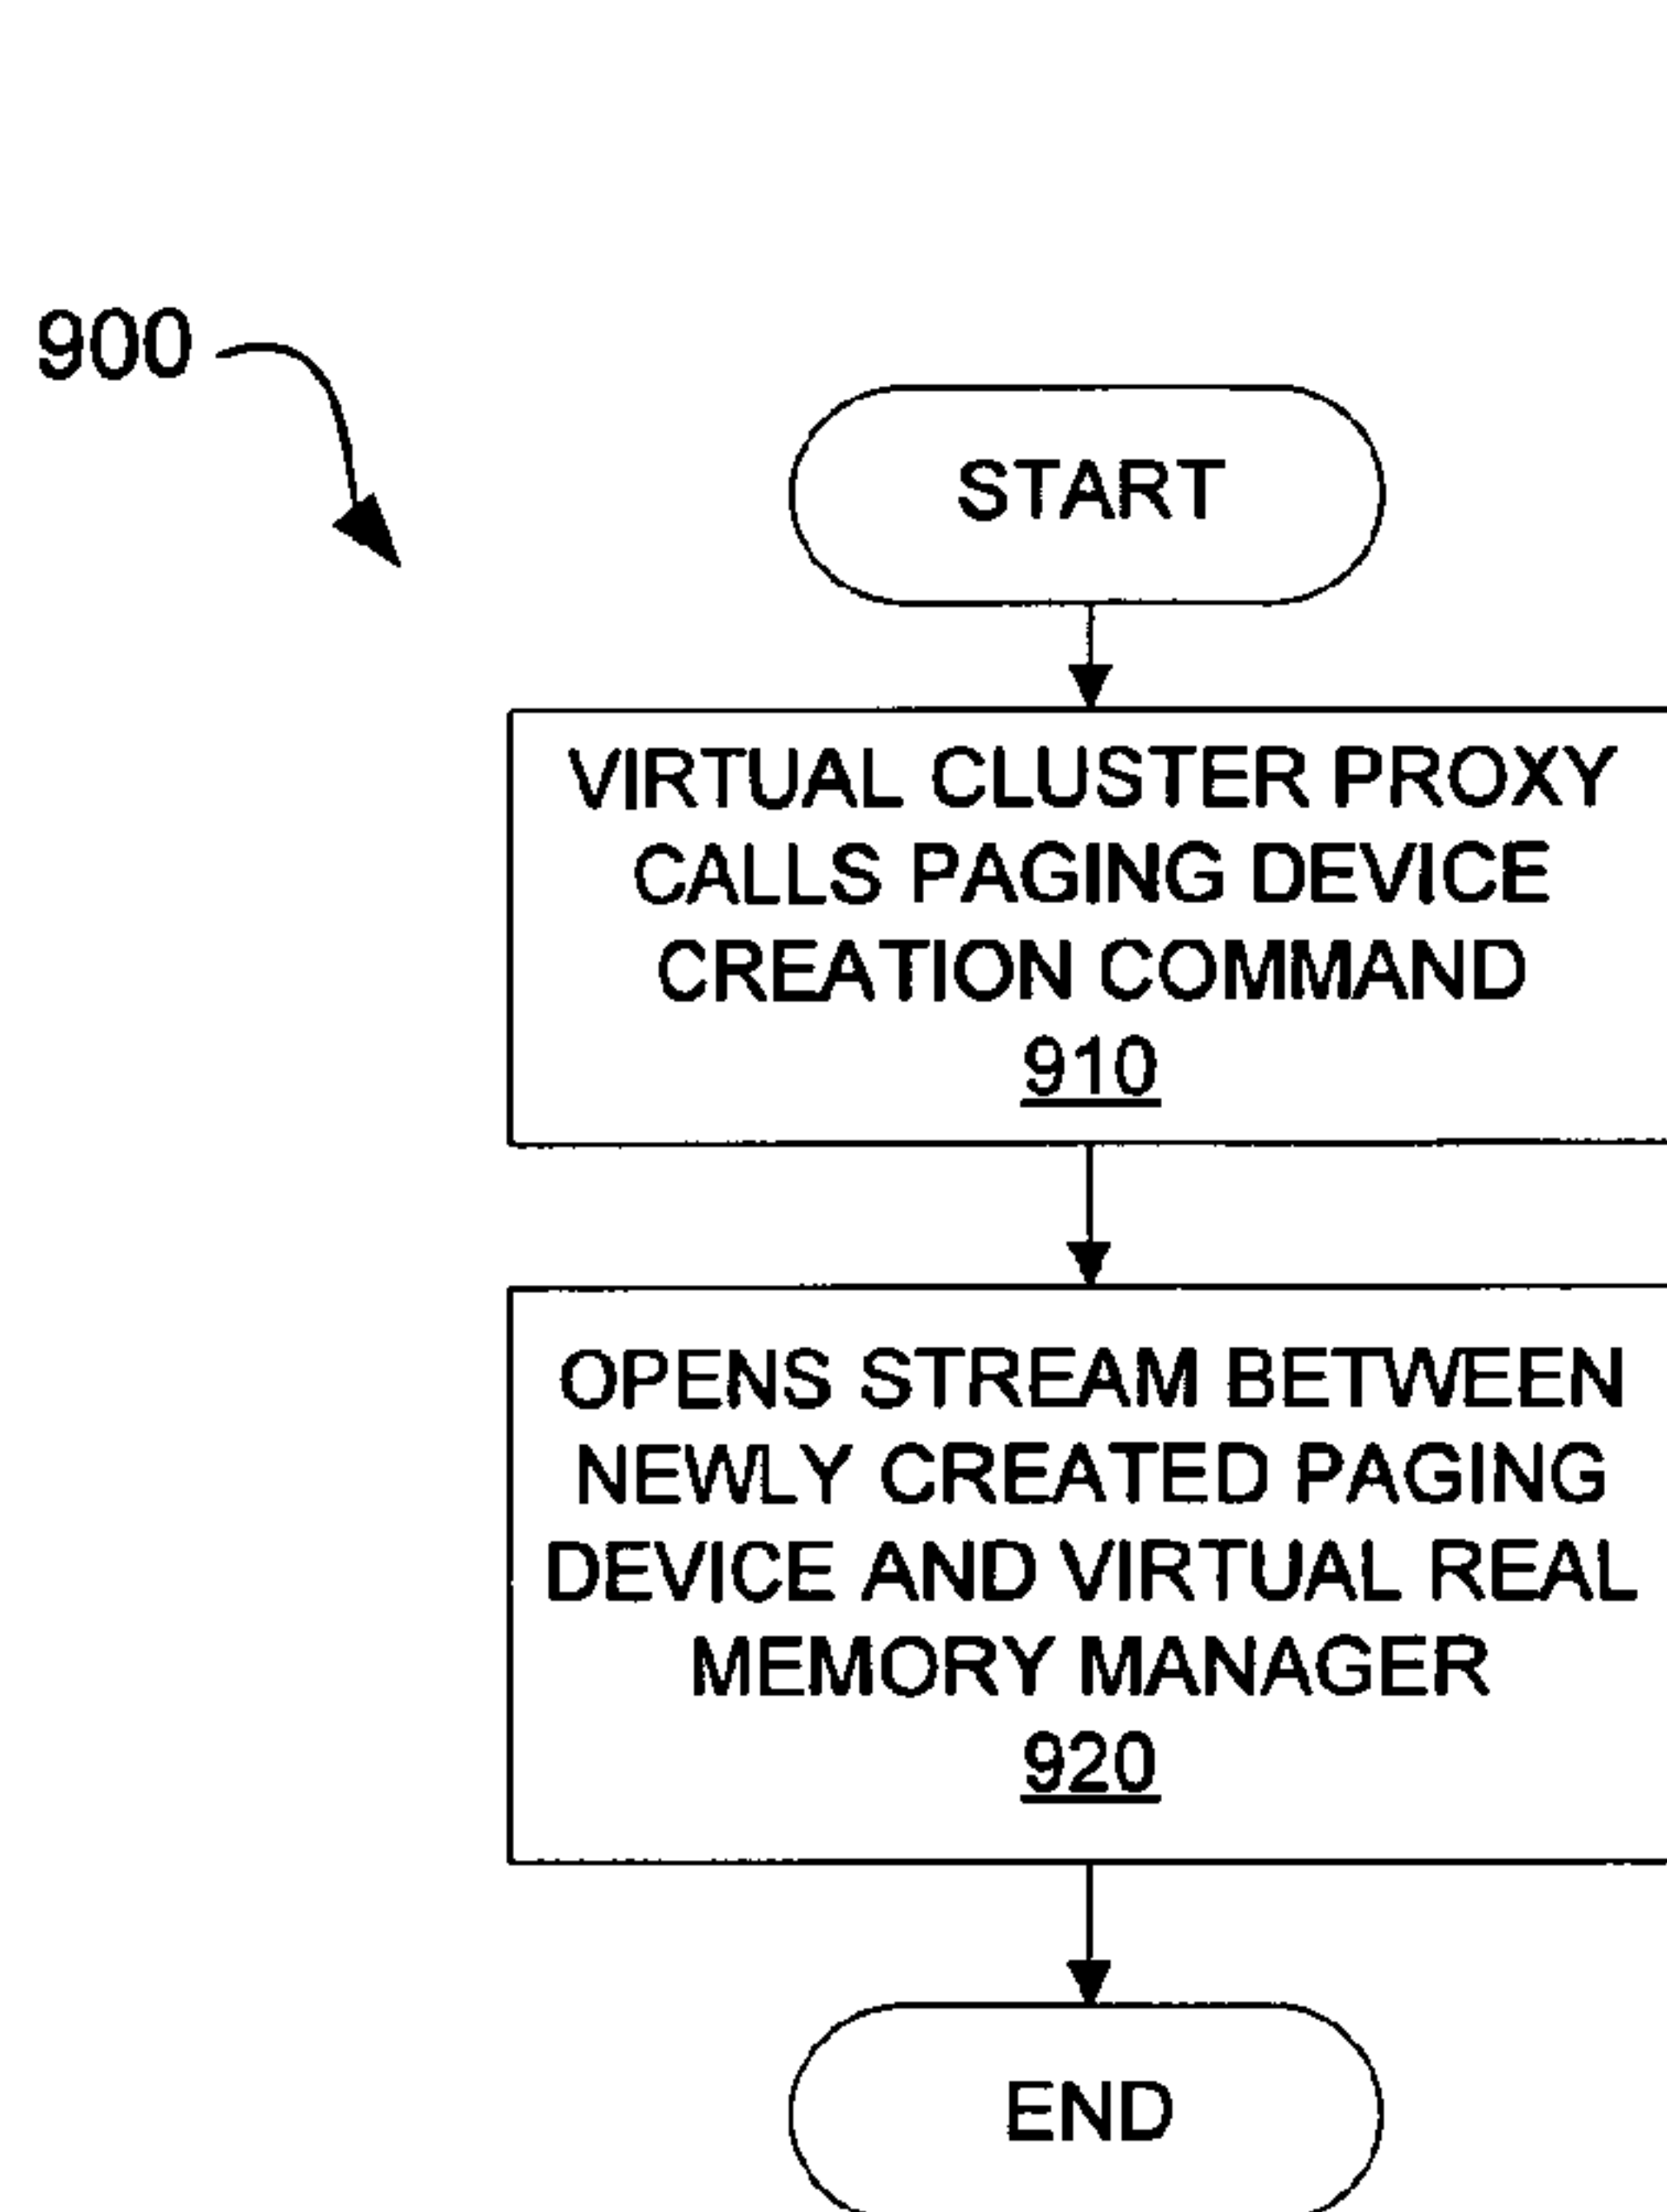 900
START
VIRTUAL CLUSTER PROXY
CALLS PAGING DEVICE
CREATION COMMAND
910
OPENS STREAM BETWEEN
NEWLY CREATED PAGING
DEVICE AND VIRTUAL REAL
MEMORY MANAGER
920
END